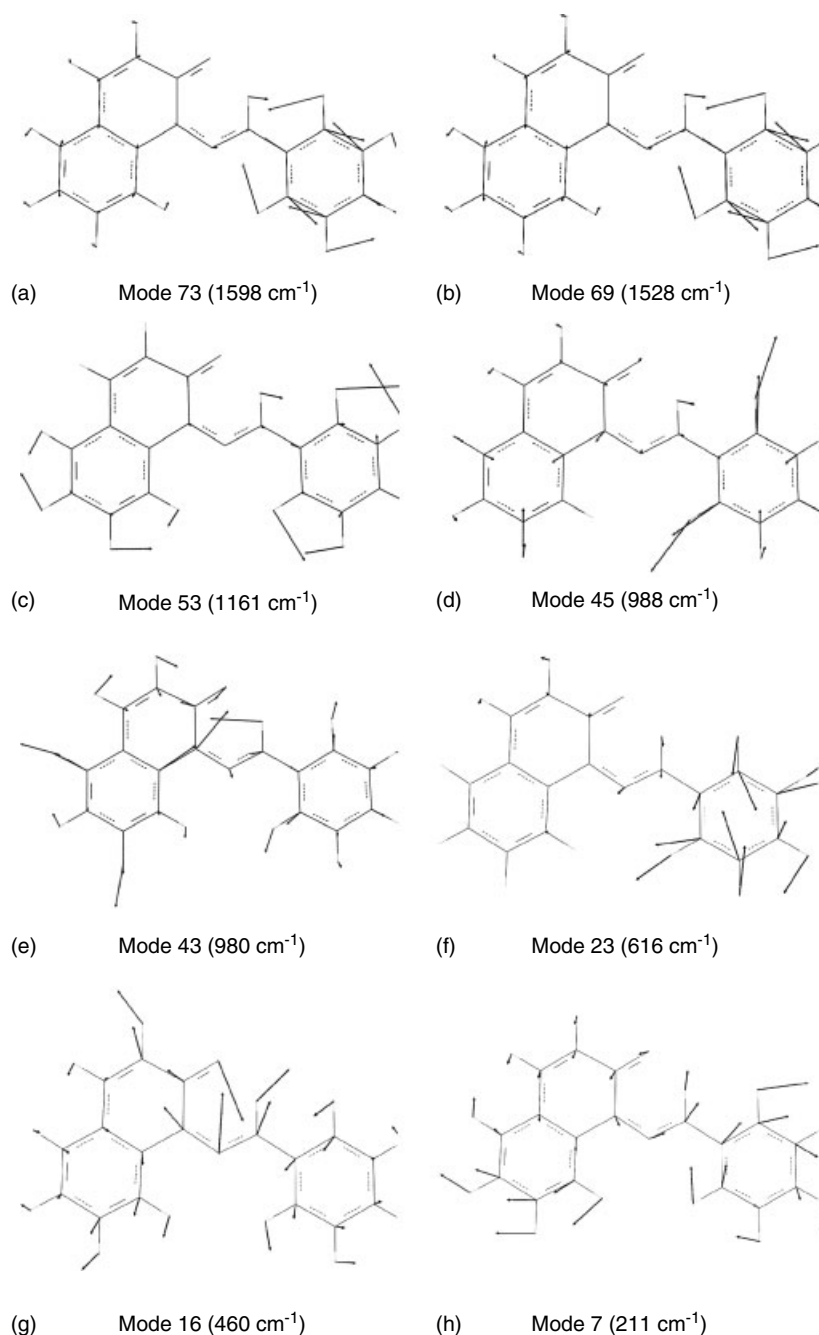 (a) Mode 73 (1598 cm⁻¹)
(b) Mode 69 (1528 cm⁻¹)
(c) Mode 53 (1161 cm⁻¹)
(d) Mode 45 (988 cm⁻¹)
(e) Mode 43 (980 cm⁻¹)
(f) Mode 23 (616 cm⁻¹)
(g) Mode 16 (460 cm⁻¹)
(h) Mode 7 (211 cm⁻¹)